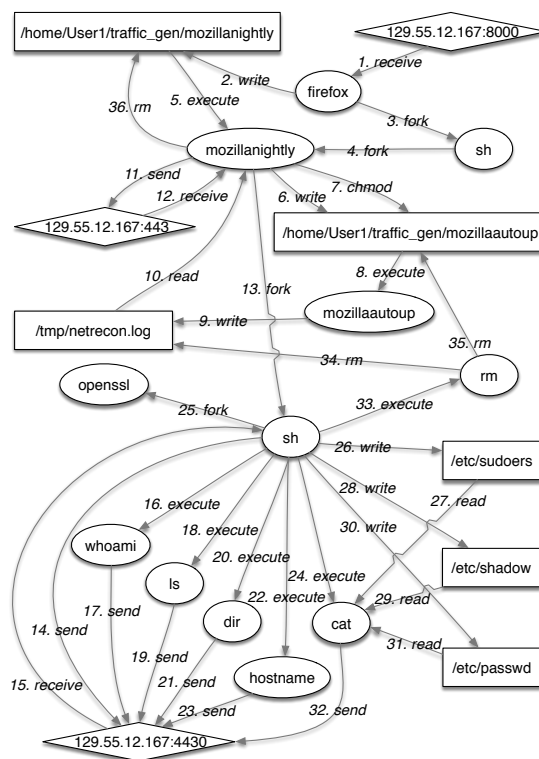 /home/User1/traffic_gen/mozillanightly
129.55.12.167:8000
1. receive
2. write
firefox
36. rm
5. execute
3. fork
mozillanightly
4. fork
sh
11. send
7. chmod
12. receive
6. write
129.55.12.167:443
/home/User1/traffic_gen/mozillaautoup
10. read
8. execute
13. fork
/tmp/netrecon.log
9. write
mozillaautoup
35. rm
34. rm
openssl
rm
25. fork
33. execute
sh
26. write
/etc/sudoers
16. execute
28. write
27. read
18. execute
30. write
whoami
20. execute
ls
24. execute
/etc/shadow
22. execute
29. read
17. send
dir
cat
14. send
31. read
19. send
hostname
/etc/passwd
15. receive
21. send
23. send
32. send
129.55.12.167:4430